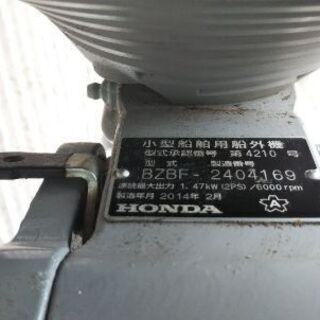 小型船舶用船外機
型式承認番号 第4210号
型式 製造番号
BZBF-2404169
連続最大出力 1.47kW(2PS)/6000rpm
製造年月 2014年 2月
HONDA A